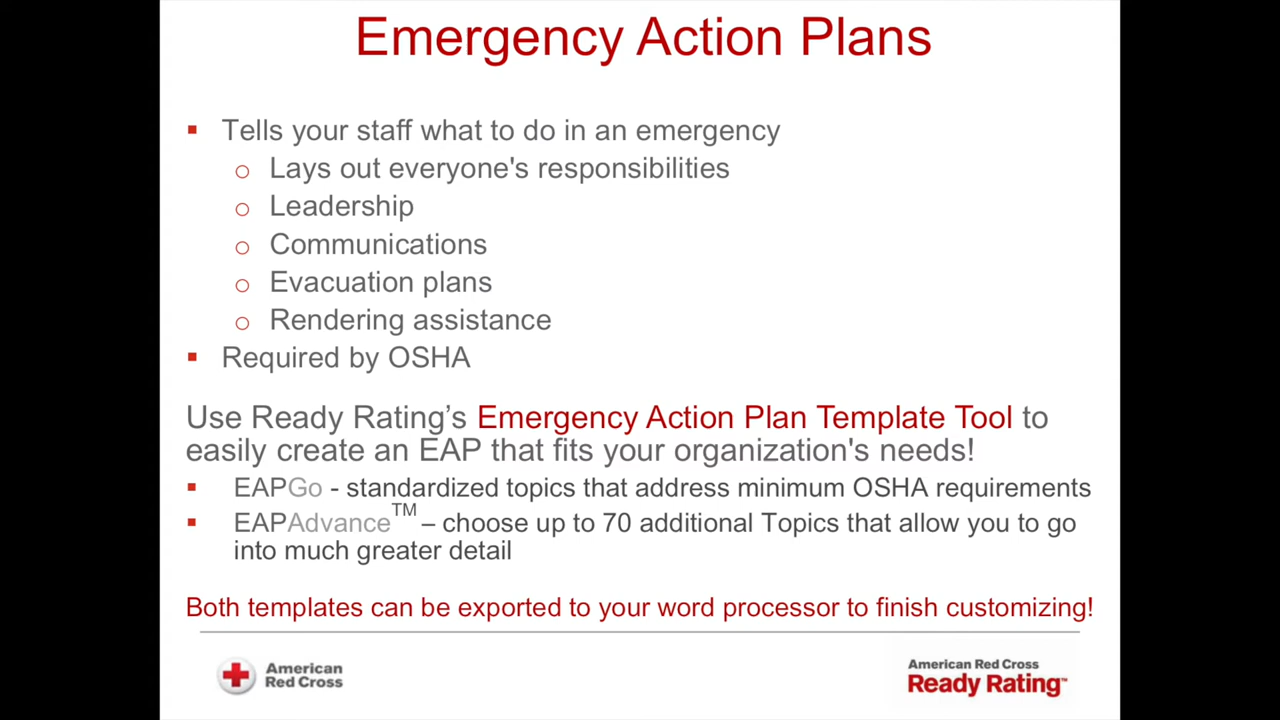 Emergency Action Plans
▪ Tells your staff what to do in an emergency
o Lays out everyone's responsibilities
o Leadership
o Communications
o Evacuation plans
o Rendering assistance
▪ Required by OSHA
Use Ready Rating’s Emergency Action Plan Template Tool to
easily create an EAP that fits your organization's needs!
▪ EAPGo - standardized topics that address minimum OSHA requirements
▪ EAPAdvance™ – choose up to 70 additional Topics that allow you to go
into much greater detail
Both templates can be exported to your word processor to finish customizing!
American
Red Cross
American Red Cross
Ready Rating™